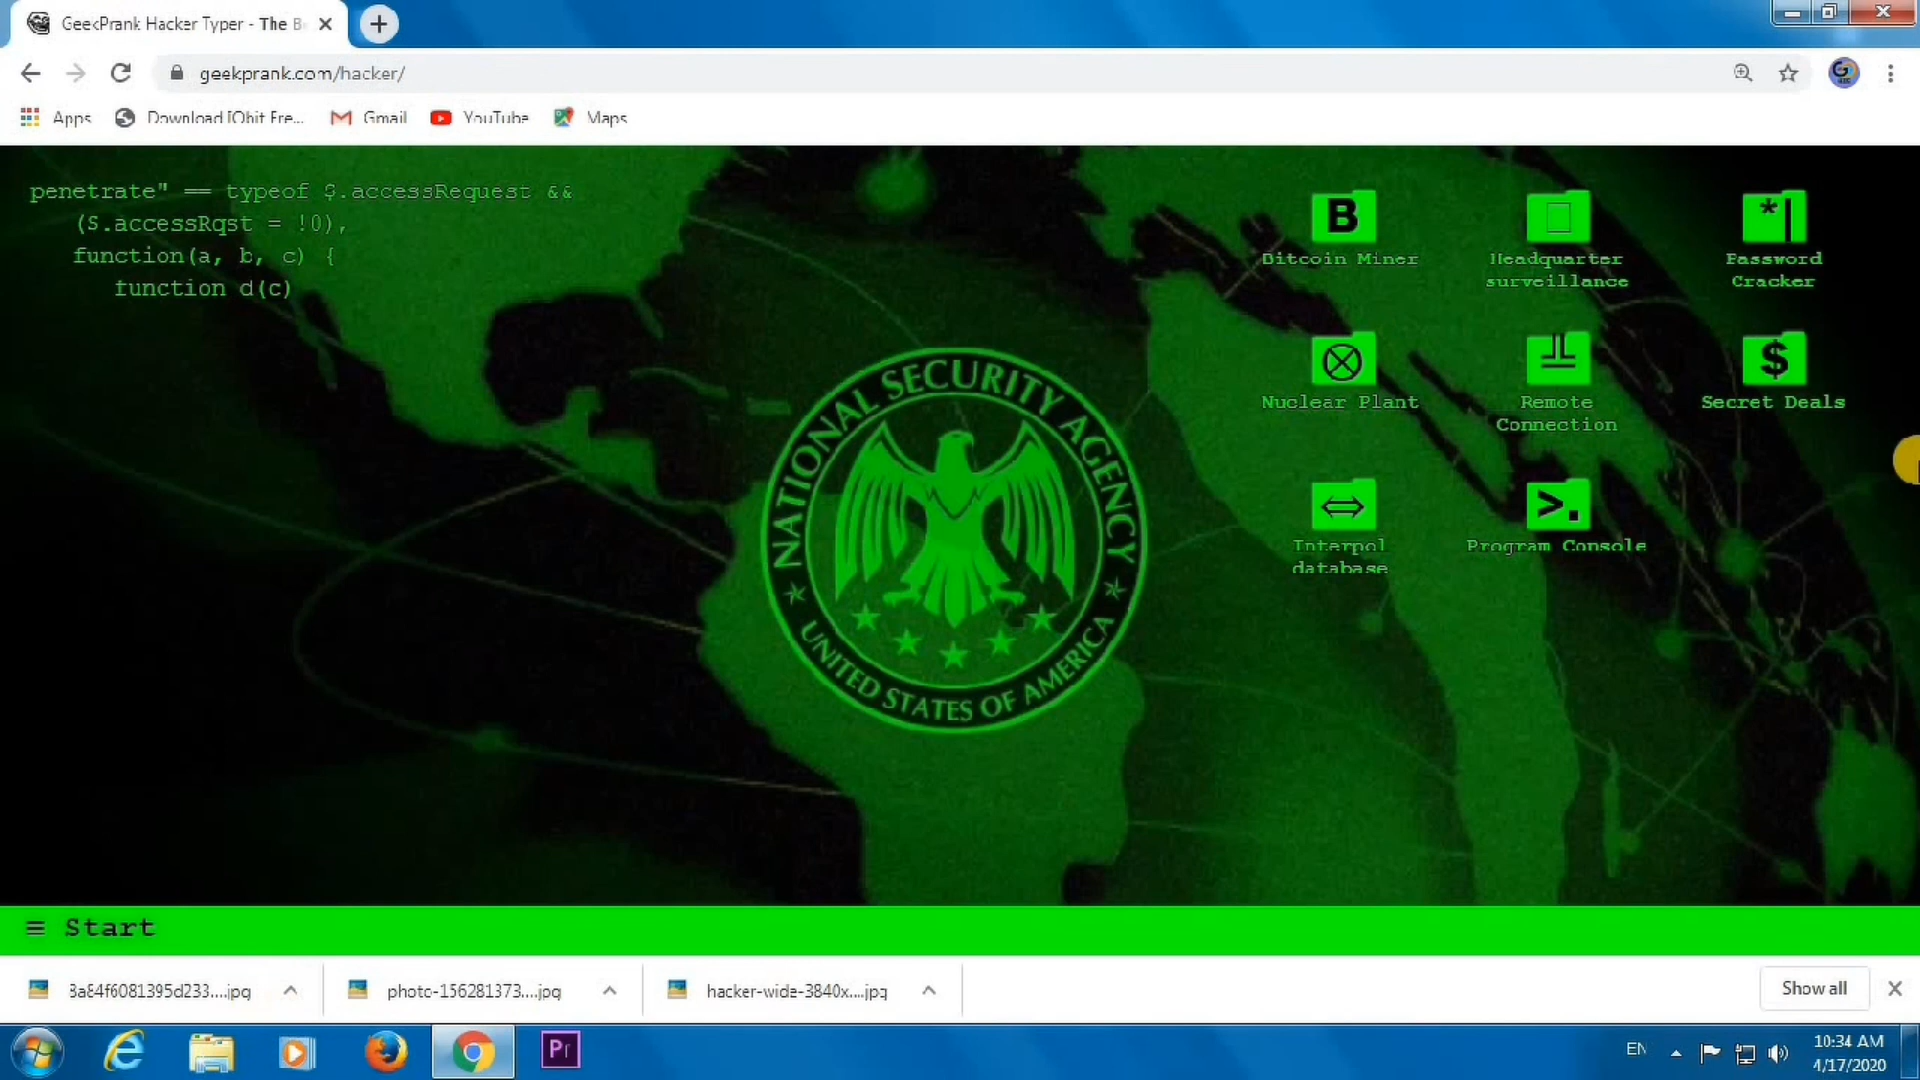 GeekPrank Hacker Typer - The B
geekprank.com/hacker/
Apps
Download IObit Fre...
Gmail
YouTube
Maps
penetrate" == typeof $.accessRequest &&
($.accessRqst = !0),
function(a, b, c) {
function d(c)
B
Bitcoin Miner
Headquarter
surveillance
*|
Password
Cracker
Nuclear Plant
Remote
Connection
$
Secret Deals
Interpol
database
>.
Program Console
NATIONAL SECURITY AGENCY
UNITED STATES OF AMERICA
≡ Start
8a84f6081395d233....jpg
photo-156281373....jpg
hacker-wide-3840x....jpg
Show all
Pr
EN
10:34 AM
4/17/2020